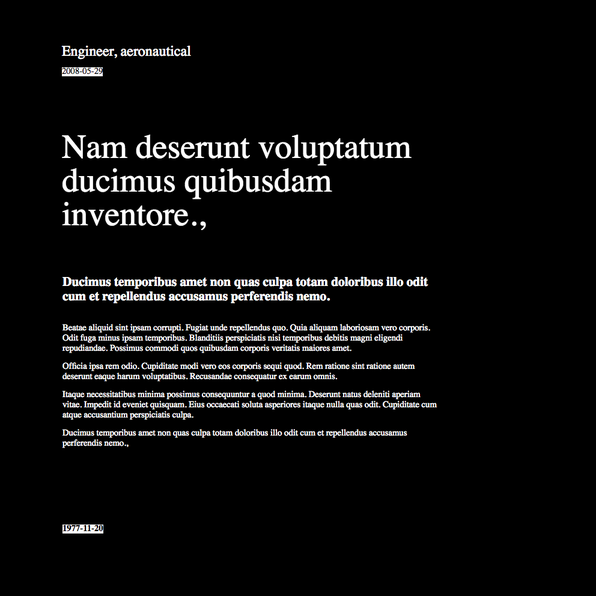 Engineer, aeronautical
2008-05-29
Nam deserunt voluptatum
ducimus quibusdam
inventore.,
Ducimus temporibus amet non quas culpa totam doloribus illo odit
cum et repellendus accusamus perferendis nemo.
Beatae aliquid sint ipsam corrupti. Fugiat unde repellendus quo. Quia aliquam laboriosam vero corporis.
Odit fuga minus ipsam temporibus. Blanditiis perspiciatis nisi temporibus debitis magni eligendi
repudiandae. Possimus commodi quos quibusdam corporis veritatis maiores amet.
Officia ipsa rem odio. Cupiditate modi vero eos corporis sequi quod. Rem ratione sint ratione autem
deserunt eaque harum voluptatibus. Recusandae consequatur ex earum omnis.
Itaque necessitatibus minima possimus consequuntur a quod minima. Deserunt natus deleniti aperiam
vitae. Impedit id eveniet quisquam. Eius occaecati soluta asperiores itaque nulla quas odit. Cupiditate cum
atque accusantium perspiciatis culpa.
Ducimus temporibus amet non quas culpa totam doloribus illo odit cum et repellendus accusamus
perferendis nemo.,
1977-11-20